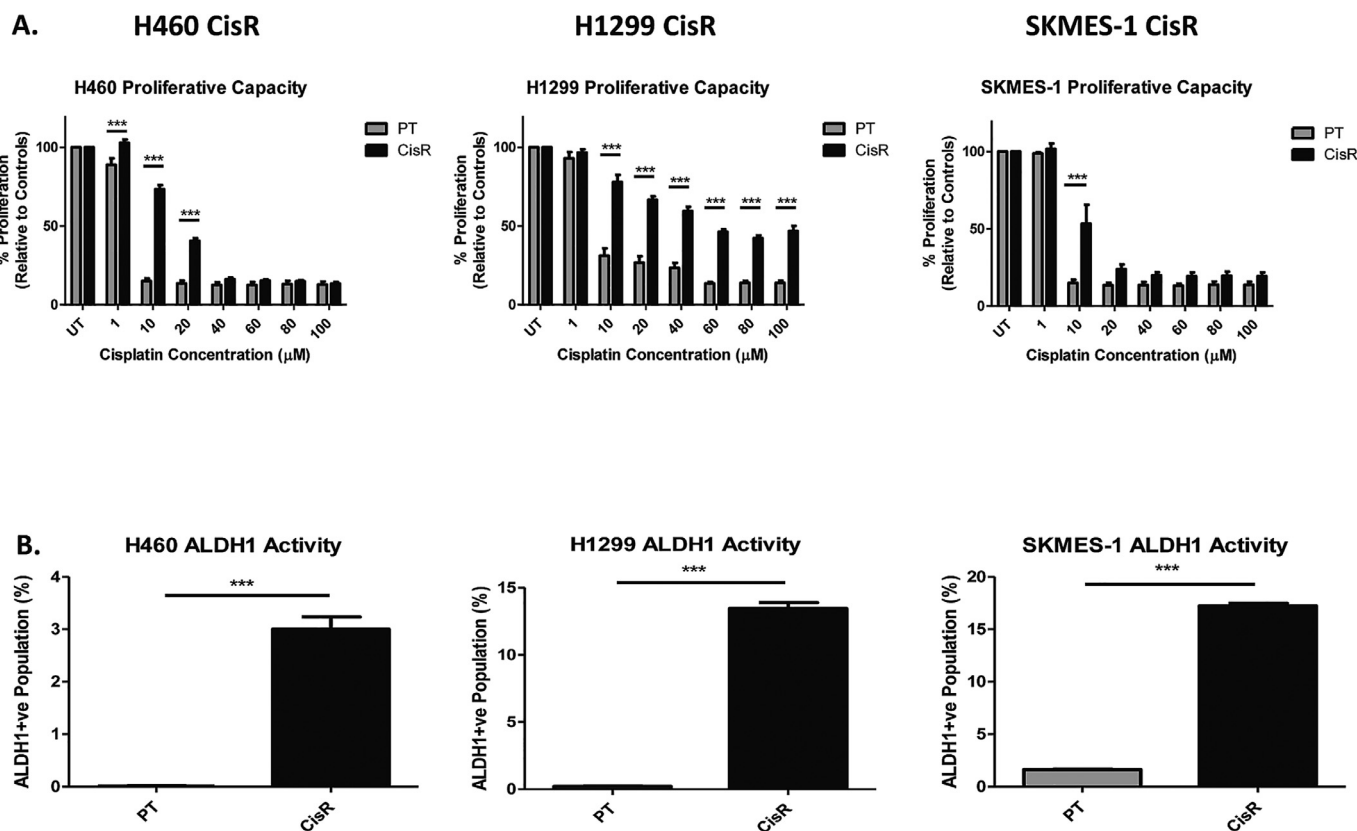 A.
H460 CisR
H1299 CisR
SKMES-1 CisR
H460 Proliferative Capacity
% Proliferation
(Relative to Controls)
100
50
0
***
***
***
PT
CisR
UT
1
10
20
40
60
80
100
Cisplatin Concentration (μM)
H1299 Proliferative Capacity
% Proliferation
(Relative to Controls)
100
50
0
***
***
***
***
***
***
PT
CisR
UT
1
10
20
40
60
80
100
Cisplatin Concentration (μM)
SKMES-1 Proliferative Capacity
% Proliferation
(Relative to Controls)
100
50
0
***
PT
CisR
UT
1
10
20
40
60
80
100
Cisplatin Concentration (μM)
B.
H460 ALDH1 Activity
ALDH1+ve Population (%)
4
3
2
1
0
***
PT
CisR
H1299 ALDH1 Activity
ALDH1+ve Population (%)
15
10
5
0
***
PT
CisR
SKMES-1 ALDH1 Activity
ALDH1+ve Population (%)
20
15
10
5
0
***
PT
CisR